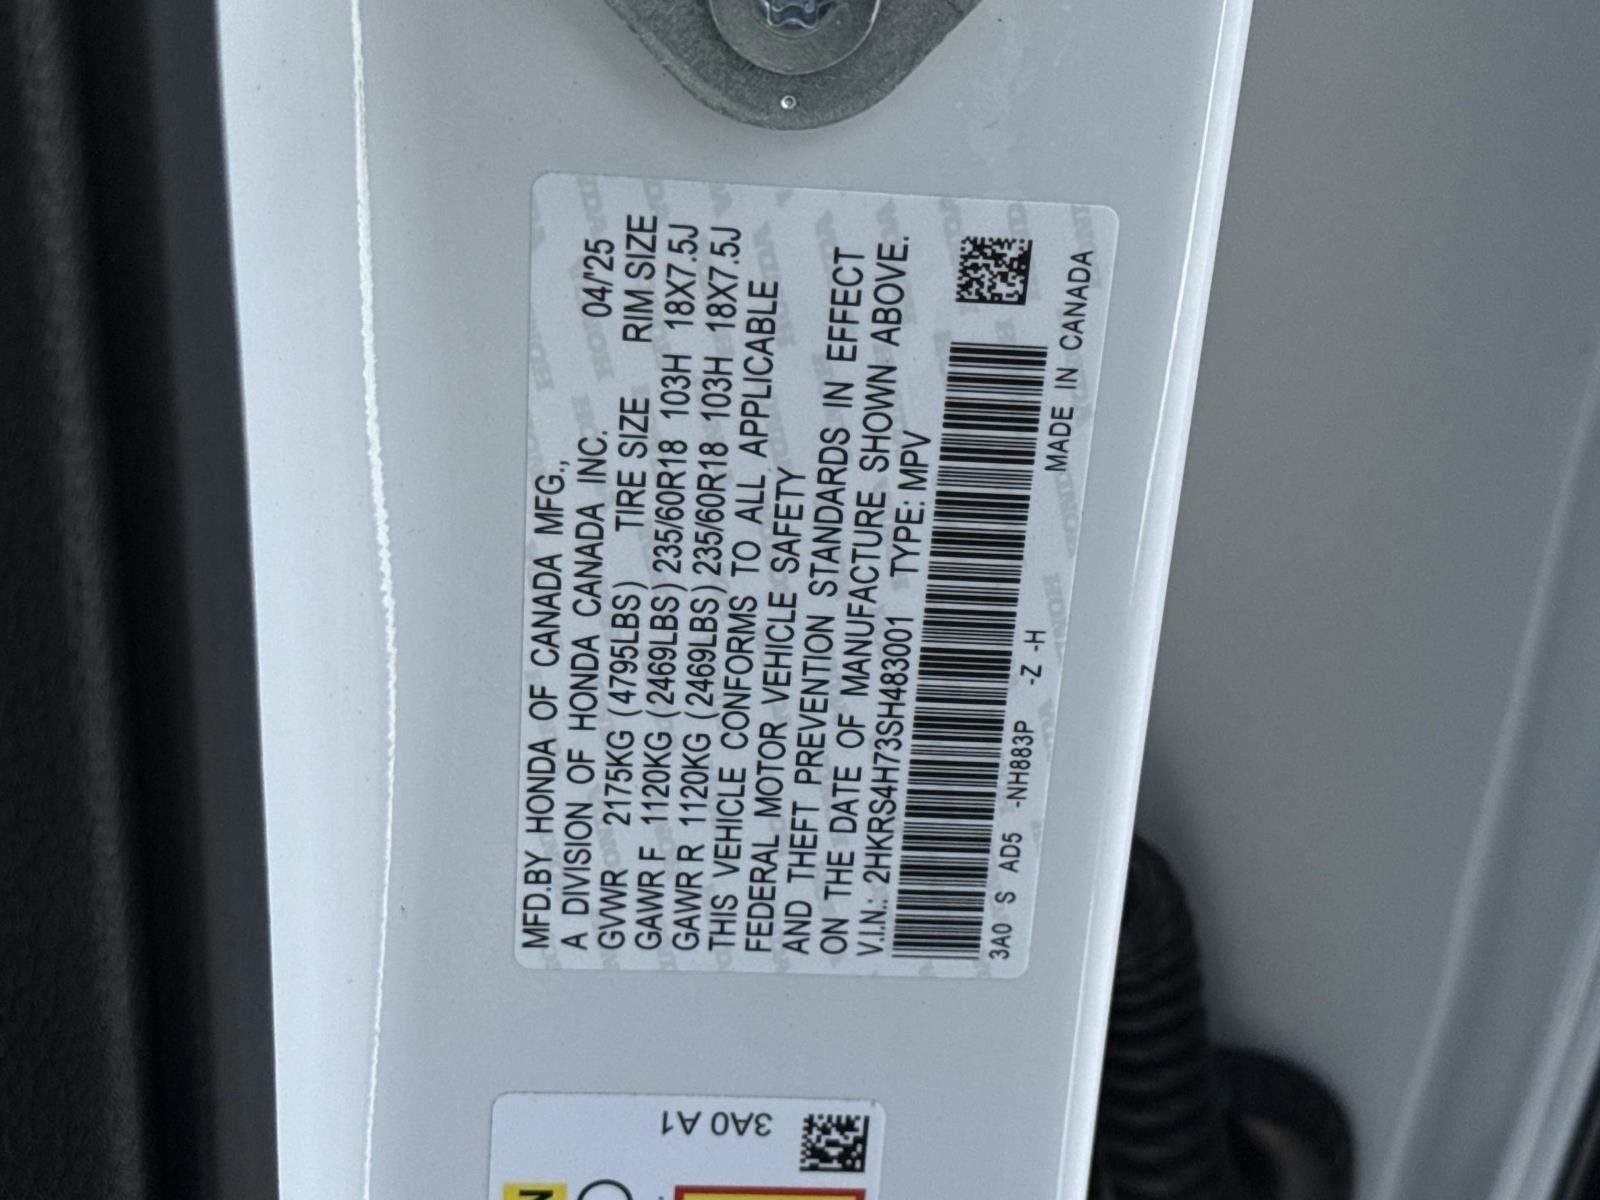 MFD.BY HONDA OF CANADA MFG.,
A DIVISION OF HONDA CANADA INC. 04/'25
GVWR 2175KG (4795LBS) TIRE SIZE RIM SIZE
GAWR F 1120KG (2469LBS) 235/60R18 103H 18X7.5J
GAWR R 1120KG (2469LBS) 235/60R18 103H 18X7.5J
THIS VEHICLE CONFORMS TO ALL APPLICABLE
FEDERAL MOTOR VEHICLE SAFETY
AND THEFT PREVENTION STANDARDS IN EFFECT
ON THE DATE OF MANUFACTURE SHOWN ABOVE.
V.I.N.: 2HKRS4H73SH483001 TYPE: MPV
3A0 S AD5 -NH883P -Z -H
MADE IN CANADA
3A0 A1